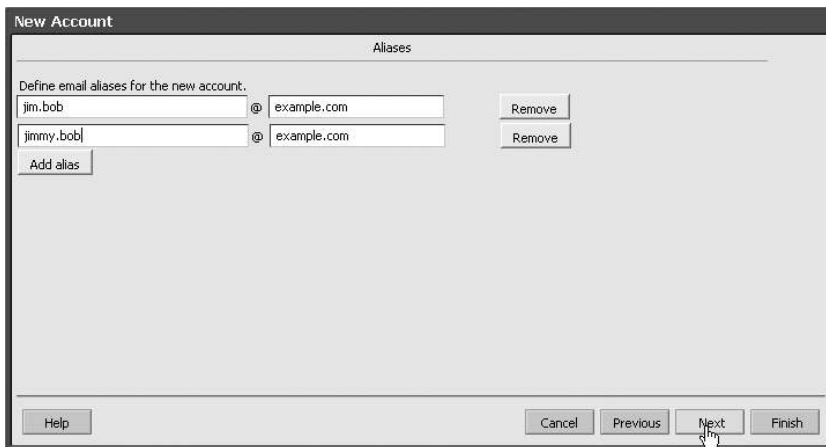 New Account
Aliases
Define email aliases for the new account.
jim.bob @ example.com Remove
jimmy.bob @ example.com Remove
Add alias
Help Cancel Previous Next Finish